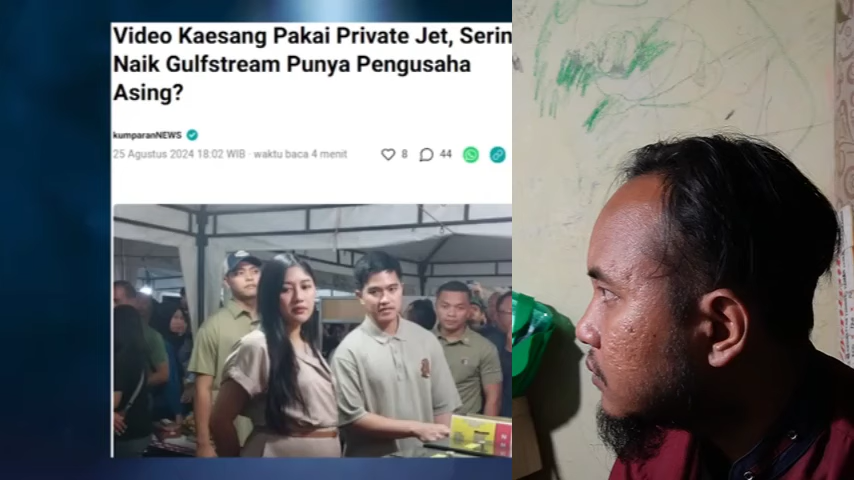 Video Kaesang Pakai Private Jet, Serin
Naik Gulfstream Punya Pengusaha
Asing?
kumparanNEWS
25 Agustus 2024 18:02 WIB · waktu baca 4 menit
8
44